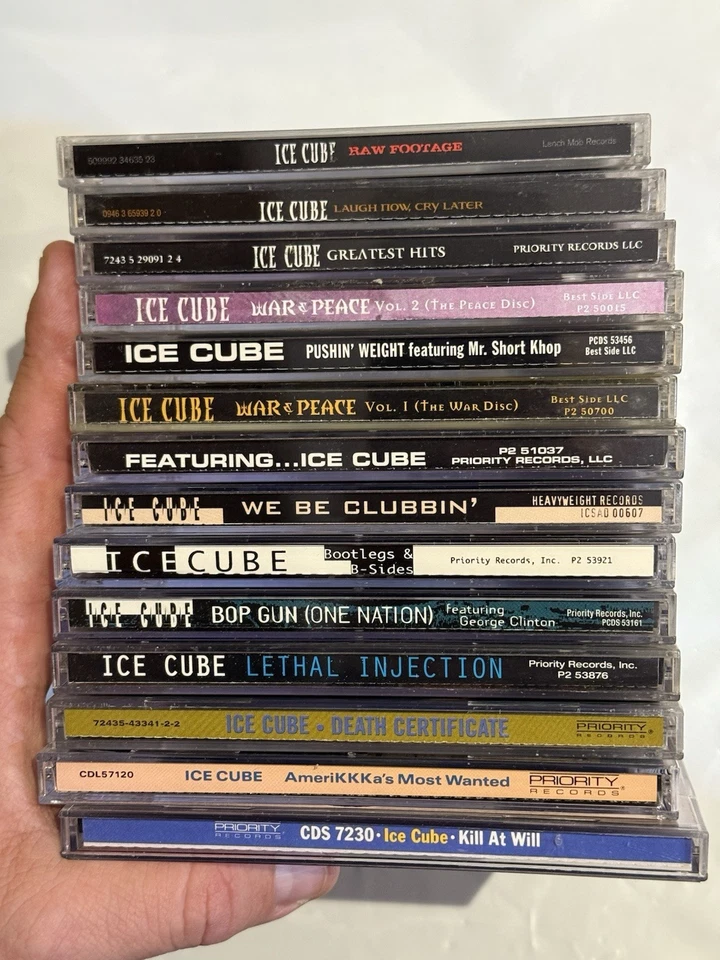 609992 34635 23 ICE CUBE RAW FOOTAGE Lench Mob Records
0946 3 65939 2 0 ICE CUBE LAUGH NOW, CRY LATER
7243 5 29091 2 4 ICE CUBE GREATEST HITS PRIORITY RECORDS LLC
ICE CUBE WAR & PEACE VOL. 2 (THE PEACE DISC) BEST SIDE LLC
P2 50015
ICE CUBE PUSHIN' WEIGHT featuring Mr. Short Khop PCDS 53456
Best Side LLC
ICE CUBE WAR & PEACE VOL. 1 (THE WAR DISC) BEST SIDE LLC
P2 50700
FEATURING...ICE CUBE P2 51037
PRIORITY RECORDS, LLC
ICE CUBE WE BE CLUBBIN' HEAVYWEIGHT RECORDS
ICSAD 00607
ICE CUBE Bootlegs &
B-Sides Priority Records, Inc. P2 53921
ICE CUBE BOP GUN (ONE NATION) featuring
George Clinton Priority Records, Inc.
PCDS 53161
ICE CUBE LETHAL INJECTION Priority Records, Inc.
P2 53876
72435-43341-2-2 ICE CUBE • DEATH CERTIFICATE PRIORITY
RECORDS®
CDL57120 ICE CUBE AmeriKKKa's Most Wanted PRIORITY
RECORDS®
PRIORITY
RECORDS CDS 7230 • Ice Cube • Kill At Will